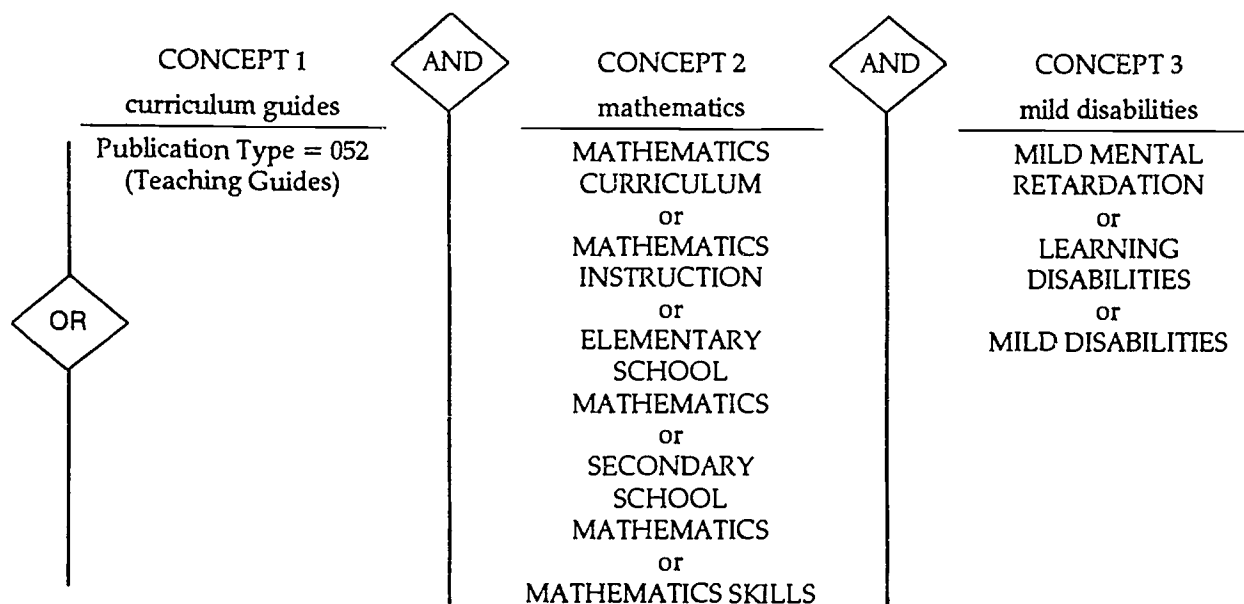 CONCEPT 1
curriculum guides
Publication Type = 052
(Teaching Guides)
OR
AND
CONCEPT 2
mathematics
MATHEMATICS
CURRICULUM
or
MATHEMATICS
INSTRUCTION
or
ELEMENTARY
SCHOOL
MATHEMATICS
or
SECONDARY
SCHOOL
MATHEMATICS
or
MATHEMATICS SKILLS
AND
CONCEPT 3
mild disabilities
MILD MENTAL
RETARDATION
or
LEARNING
DISABILITIES
or
MILD DISABILITIES